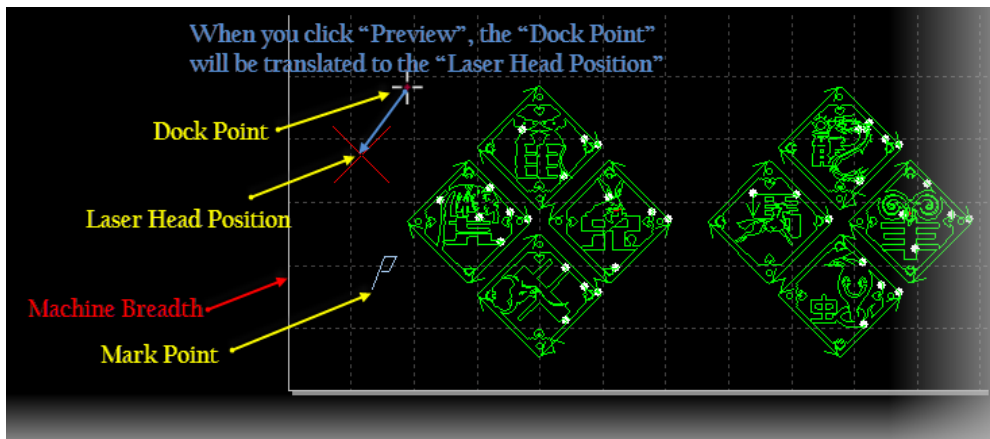 When you click “Preview”, the “Dock Point”
will be translated to the “Laser Head Position”
Dock Point
Laser Head Position
Machine Breadth
Mark Point